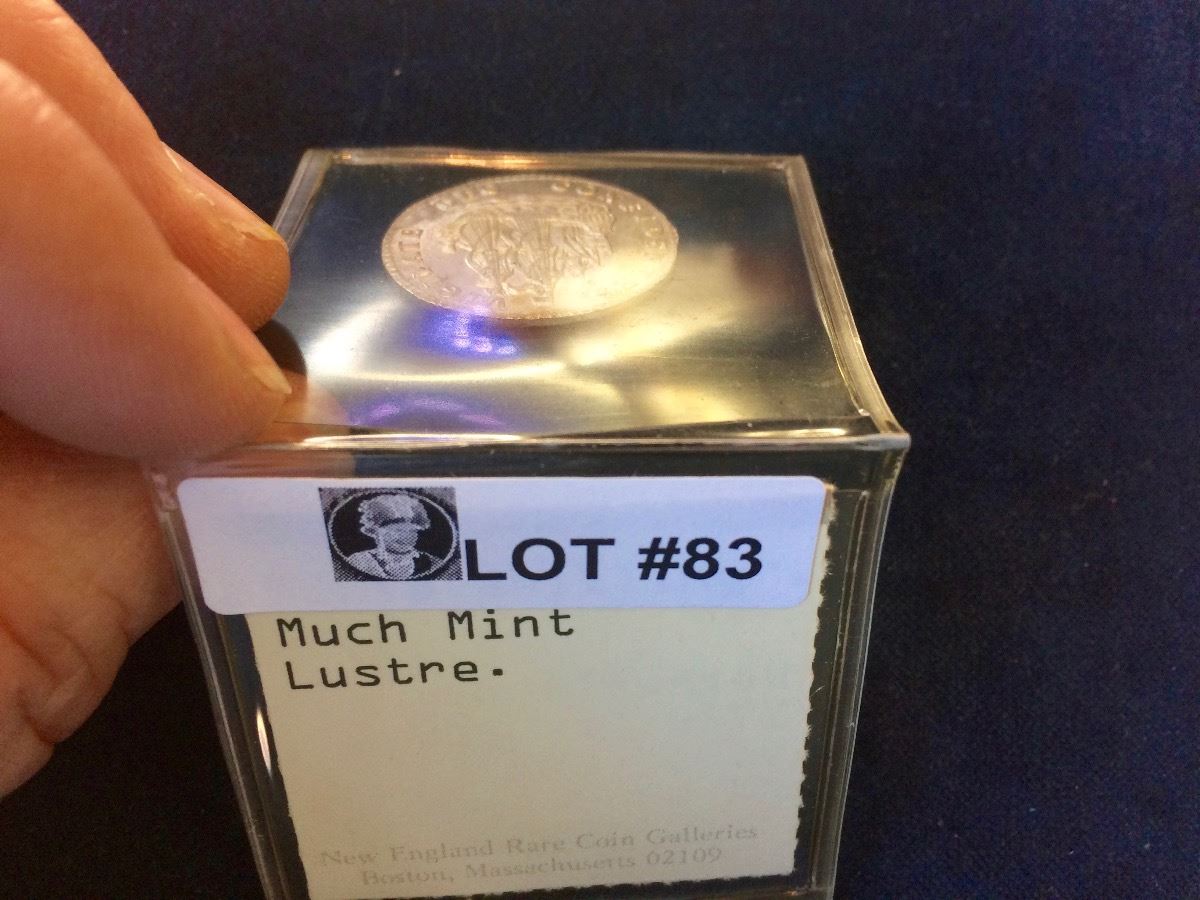 LOT #83
Much Mint
Lustre.
New England Rare Coin Galleries
Boston, Massachusetts 02109